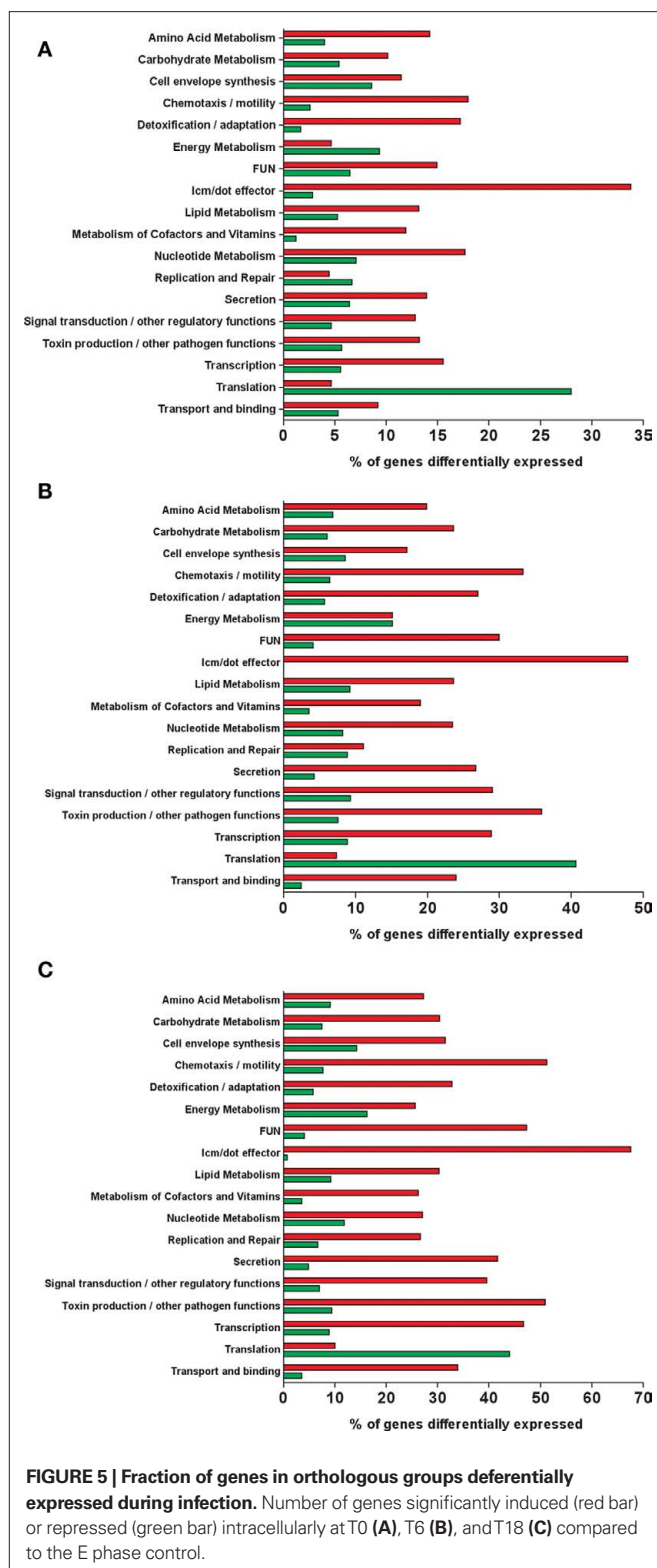 A
Amino Acid Metabolism
Carbohydrate Metabolism
Cell envelope synthesis
Chemotaxis / motility
Detoxification / adaptation
Energy Metabolism
FUN
Icm/dot effector
Lipid Metabolism
Metabolism of Cofactors and Vitamins
Nucleotide Metabolism
Replication and Repair
Secretion
Signal transduction / other regulatory functions
Toxin production / other pathogen functions
Transcription
Translation
Transport and binding
0 5 10 15 20 25 30 35
% of genes differentially expressed
B
Amino Acid Metabolism
Carbohydrate Metabolism
Cell envelope synthesis
Chemotaxis / motility
Detoxification / adaptation
Energy Metabolism
FUN
Icm/dot effector
Lipid Metabolism
Metabolism of Cofactors and Vitamins
Nucleotide Metabolism
Replication and Repair
Secretion
Signal transduction / other regulatory functions
Toxin production / other pathogen functions
Transcription
Translation
Transport and binding
0 10 20 30 40 50
% of genes differentially expressed
C
Amino Acid Metabolism
Carbohydrate Metabolism
Cell envelope synthesis
Chemotaxis / motility
Detoxification / adaptation
Energy Metabolism
FUN
Icm/dot effector
Lipid Metabolism
Metabolism of Cofactors and Vitamins
Nucleotide Metabolism
Replication and Repair
Secretion
Signal transduction / other regulatory functions
Toxin production / other pathogen functions
Transcription
Translation
Transport and binding
0 10 20 30 40 50 60 70
% of genes differentially expressed
FIGURE 5 | Fraction of genes in orthologous groups deferentially
expressed during infection. Number of genes significantly induced (red bar)
or repressed (green bar) intracellularly at T0 (A), T6 (B), and T18 (C) compared
to the E phase control.